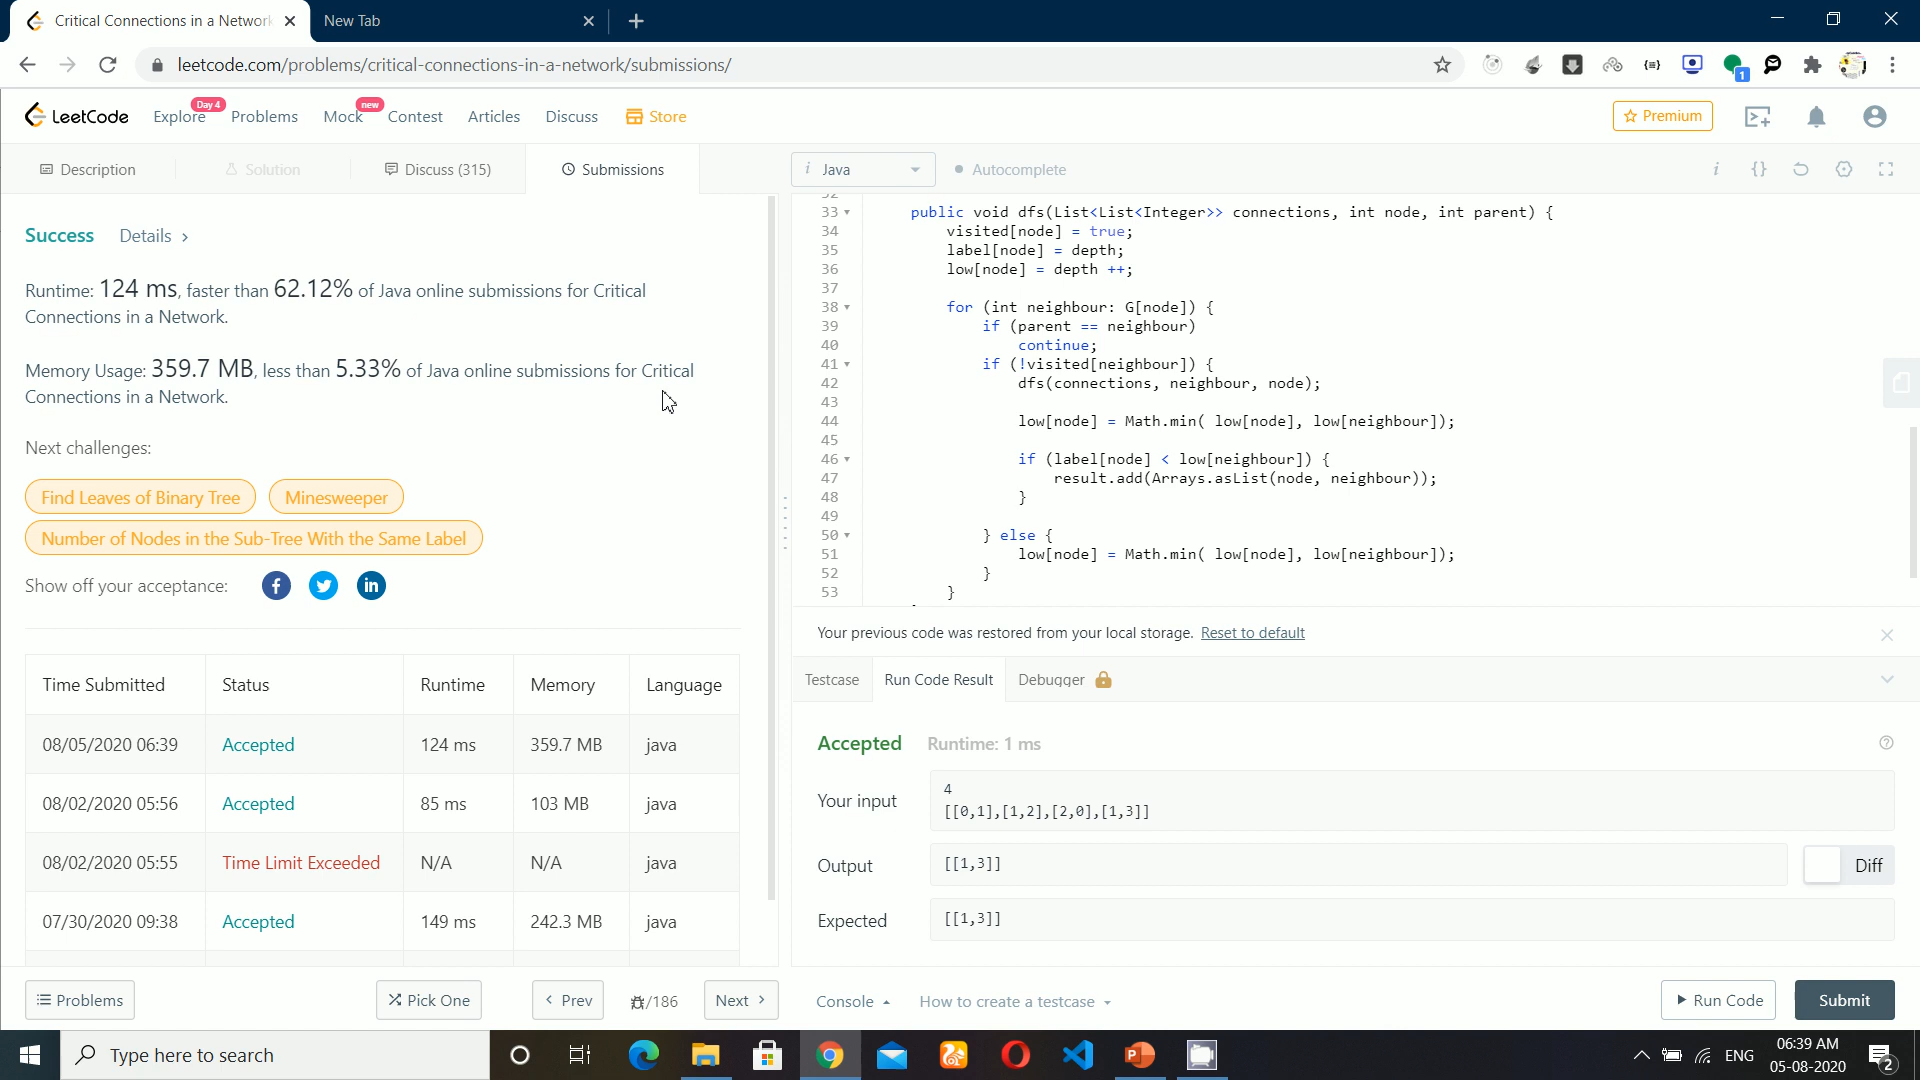 Critical Connections in a Network
New Tab
leetcode.com/problems/critical-connections-in-a-network/submissions/
1
LeetCode
Explore
Day 4
Problems
Mock
new
Contest
Articles
Discuss
Store
Premium
Description
Solution
Discuss (315)
Submissions
i Java
Autocomplete
Success
Details >
Runtime: 124 ms, faster than 62.12% of Java online submissions for Critical
Connections in a Network.
Memory Usage: 359.7 MB, less than 5.33% of Java online submissions for Critical
Connections in a Network.
Next challenges:
Find Leaves of Binary Tree
Minesweeper
Number of Nodes in the Sub-Tree With the Same Label
Show off your acceptance:
Time Submitted Status Runtime Memory Language
08/05/2020 06:39 Accepted 124 ms 359.7 MB java
08/02/2020 05:56 Accepted 85 ms 103 MB java
08/02/2020 05:55 Time Limit Exceeded N/A N/A java
07/30/2020 09:38 Accepted 149 ms 242.3 MB java
32
33 public void dfs(List<List<Integer>> connections, int node, int parent) {
34 visited[node] = true;
35 label[node] = depth;
36 low[node] = depth ++;
37
38 for (int neighbour: G[node]) {
39 if (parent == neighbour)
40 continue;
41 if (!visited[neighbour]) {
42 dfs(connections, neighbour, node);
43
44 low[node] = Math.min( low[node], low[neighbour]);
45
46 if (label[node] < low[neighbour]) {
47 result.add(Arrays.asList(node, neighbour));
48 }
49
50 } else {
51 low[node] = Math.min( low[node], low[neighbour]);
52 }
53 }
Your previous code was restored from your local storage. Reset to default
Testcase
Run Code Result
Debugger
Accepted Runtime: 1 ms
Your input
4
[[0,1],[1,2],[2,0],[1,3]]
Output
[[1,3]]
Diff
Expected
[[1,3]]
Problems
Pick One
< Prev
/186
Next >
Console
How to create a testcase
Run Code
Submit
Type here to search
ENG
06:39 AM
05-08-2020
2